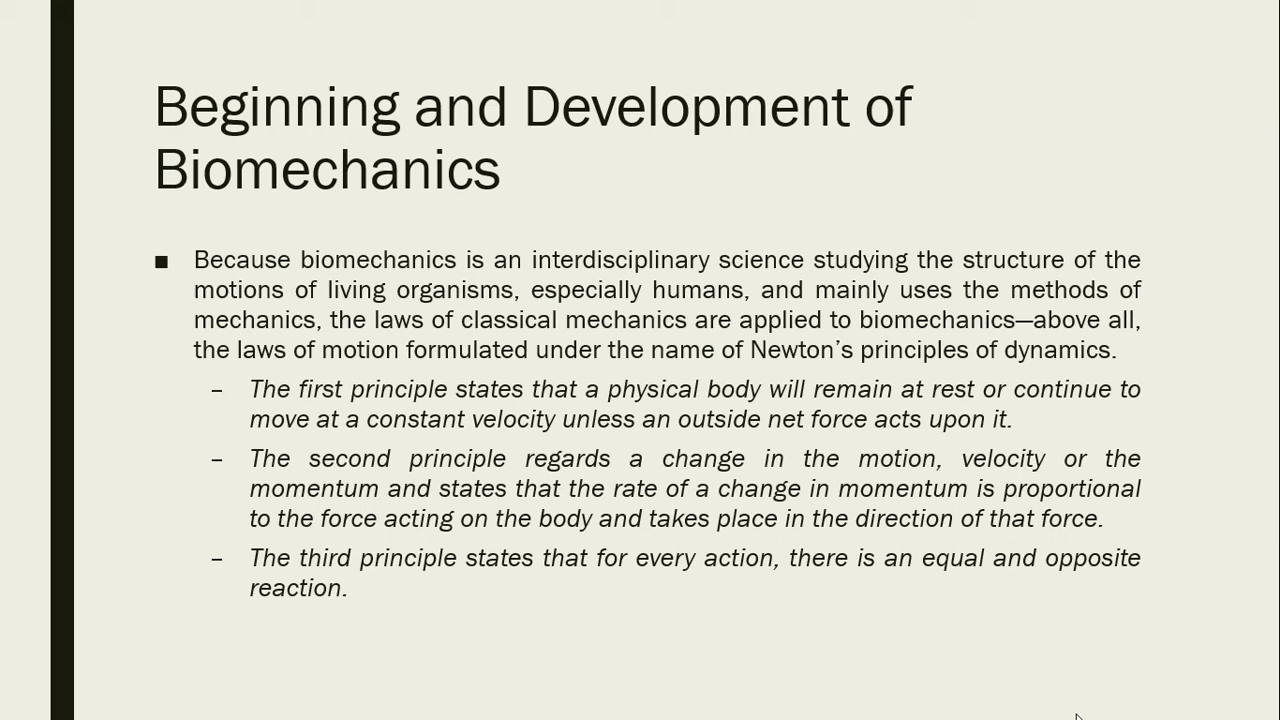 Beginning and Development of
Biomechanics
▪ Because biomechanics is an interdisciplinary science studying the structure of the
motions of living organisms, especially humans, and mainly uses the methods of
mechanics, the laws of classical mechanics are applied to biomechanics—above all,
the laws of motion formulated under the name of Newton’s principles of dynamics.
– The first principle states that a physical body will remain at rest or continue to
move at a constant velocity unless an outside net force acts upon it.
– The second principle regards a change in the motion, velocity or the
momentum and states that the rate of a change in momentum is proportional
to the force acting on the body and takes place in the direction of that force.
– The third principle states that for every action, there is an equal and opposite
reaction.